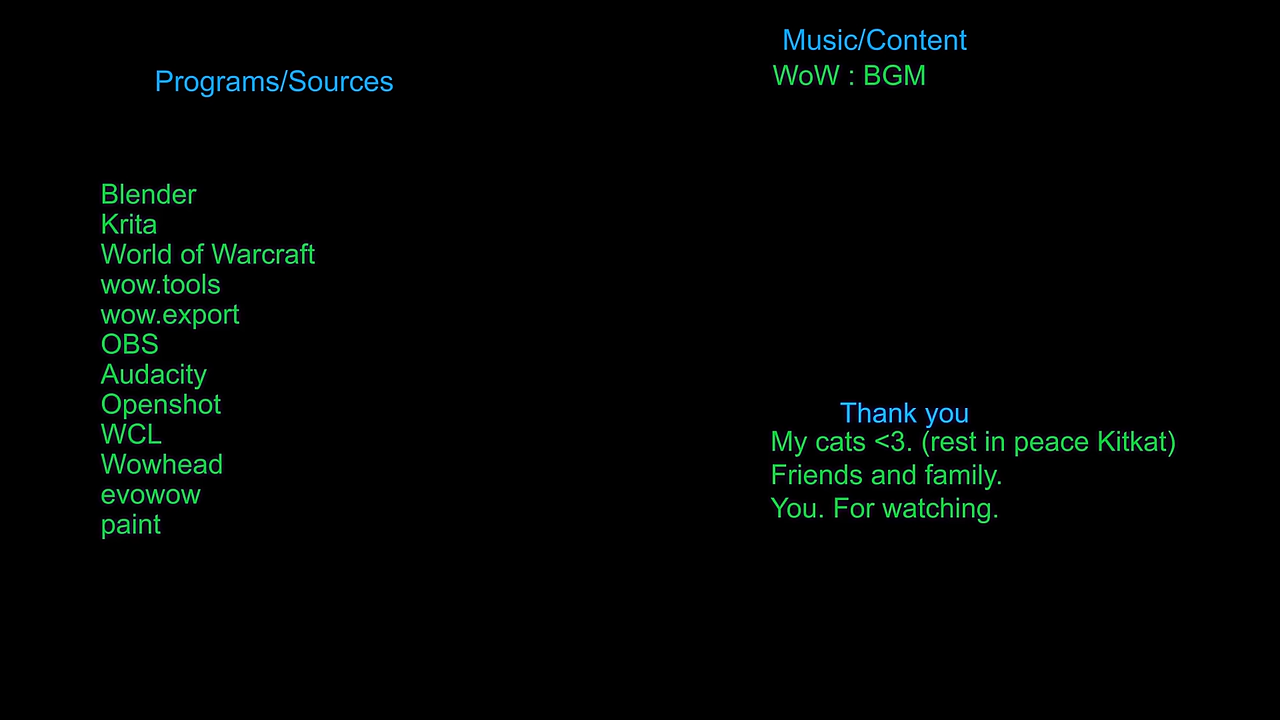 Programs/Sources
Blender
Krita
World of Warcraft
wow.tools
wow.export
OBS
Audacity
Openshot
WCL
Wowhead
evowow
paint
Music/Content
WoW : BGM
Thank you
My cats <3. (rest in peace Kitkat)
Friends and family.
You. For watching.